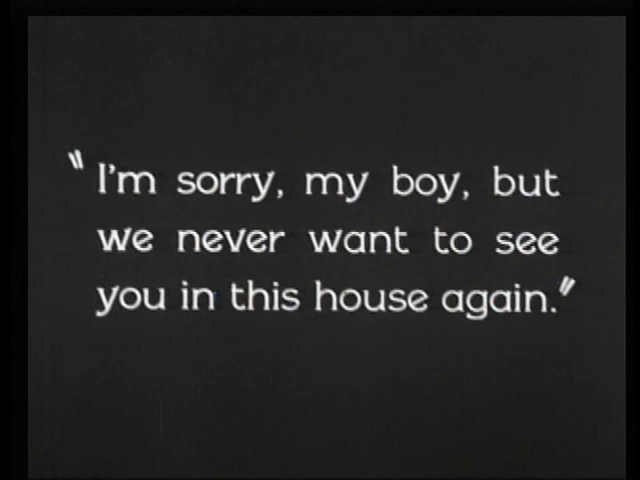 "I'm sorry, my boy, but
we never want to see
you in this house again."